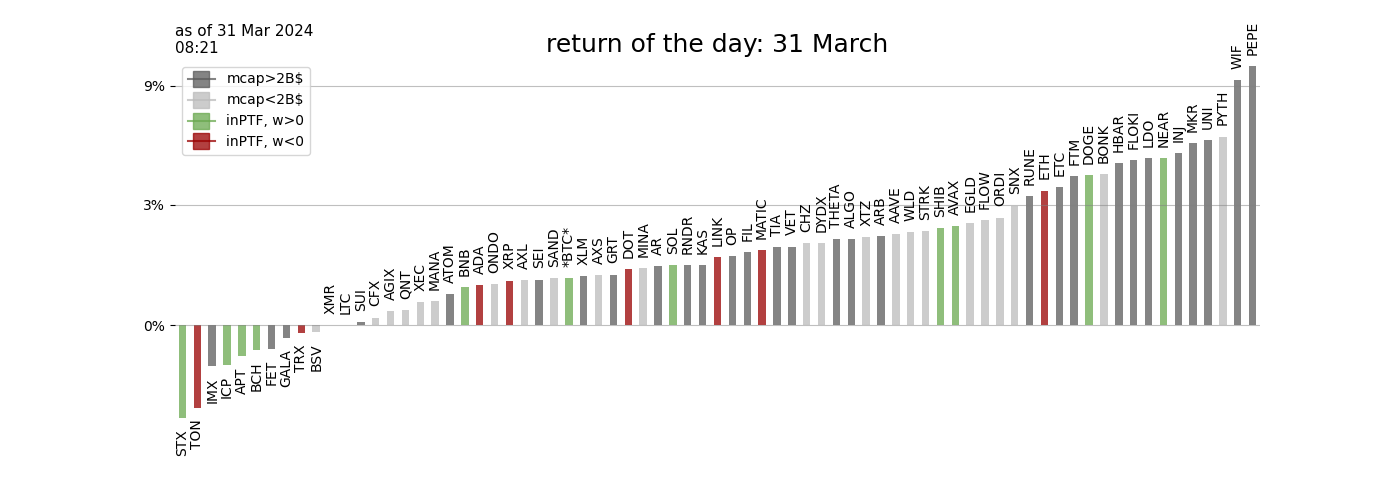 as of 31 Mar 2024
08:21
return of the day: 31 March
mcap>2B$
mcap<2B$
inPTF, w>0
inPTF, w<0
9%
3%
0%
STX
TON
IMX
ICP
APT
BCH
FET
GALA
TRX
BSV
XMR
LTC
SUI
CFX
AGIX
QNT
XEC
MANA
ATOM
BNB
ADA
ONDO
XRP
AXL
SEI
SAND
*BTC*
XLM
AXS
GRT
DOT
MINA
AR
SOL
RNDR
KAS
LINK
OP
FIL
MATIC
TIA
VET
CHZ
DYDX
THETA
ALGO
XTZ
ARB
AAVE
WLD
STRK
SHIB
AVAX
EGLD
FLOW
ORDI
SNX
RUNE
ETH
ETC
FTM
DOGE
BONK
HBAR
FLOKI
LDO
NEAR
INJ
MKR
UNI
PYTH
WIF
PEPE